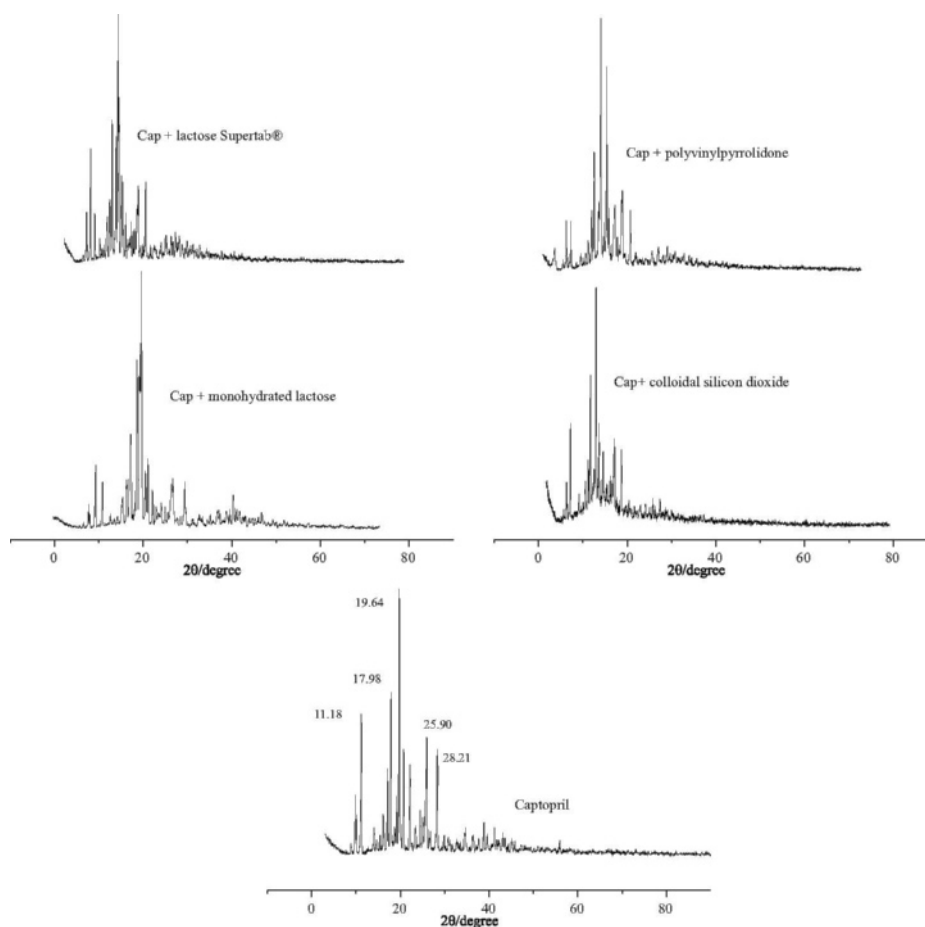 Cap + lactose Supertab®
Cap + polyvinylpyrrolidone
Cap + monohydrated lactose
Cap+ colloidal silicon dioxide
0 20 40 60 80
2θ/degree
0 20 40 60 80
2θ/degree
19.64
17.98
11.18
25.90
28.21
Captopril
0 20 40 60 80
2θ/degree